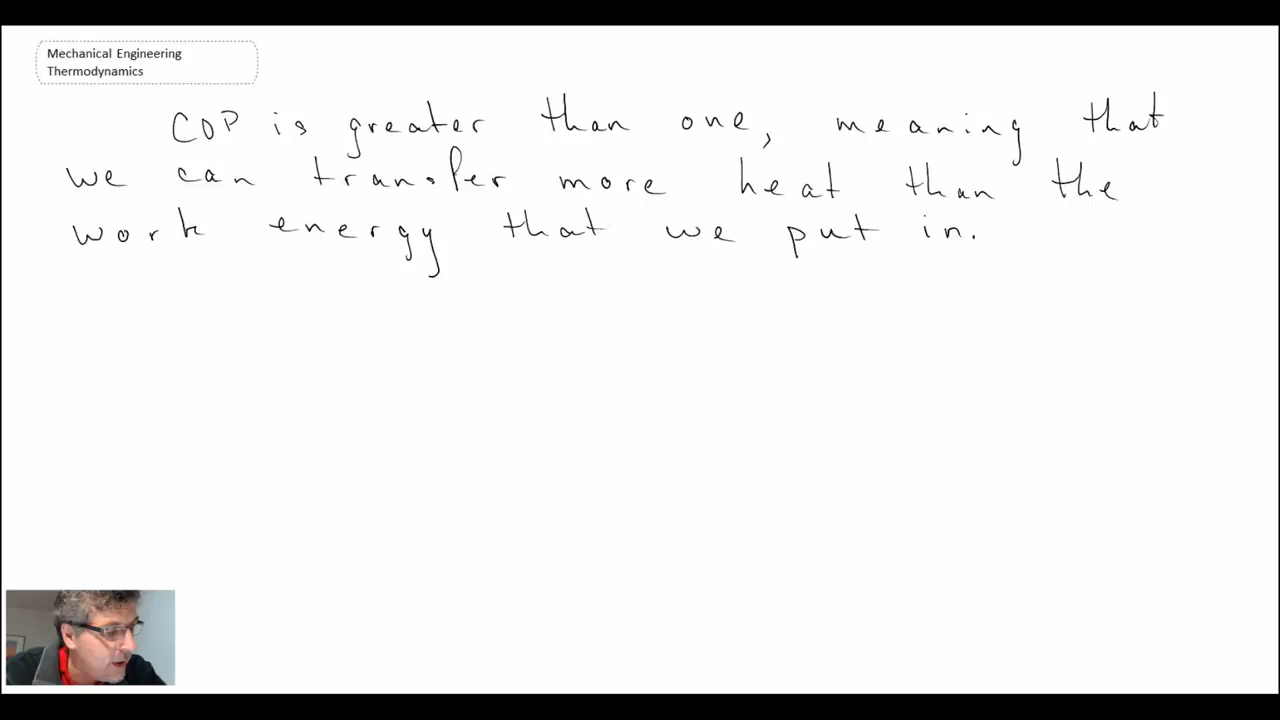 Mechanical Engineering
Thermodynamics
COP is greater than one, meaning that
we can transfer more heat than the
work energy that we put in.